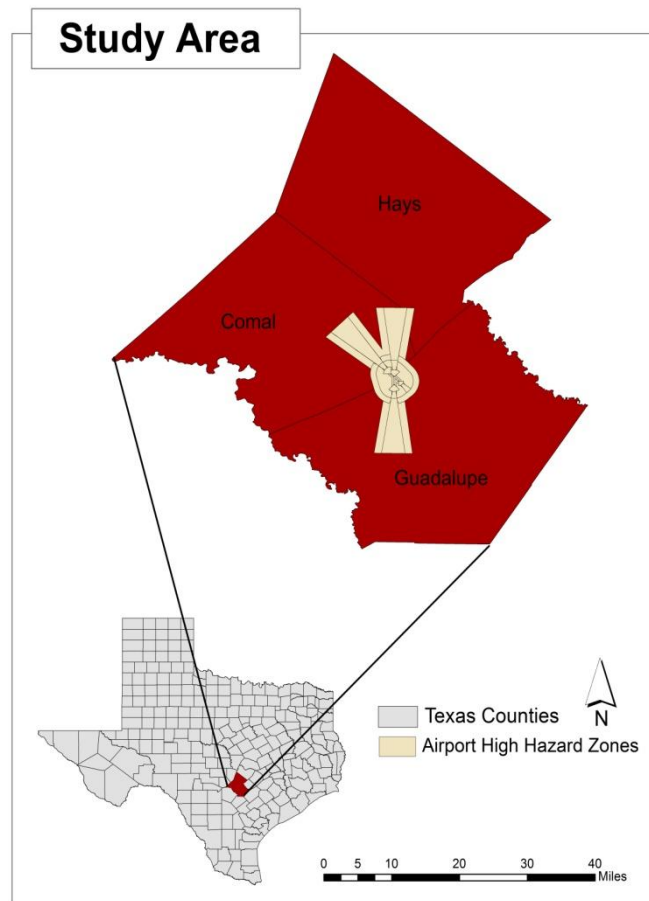 Study Area
Hays
Comal
Guadalupe
N
Texas Counties
Airport High Hazard Zones
0 5 10 20 30 40
Miles